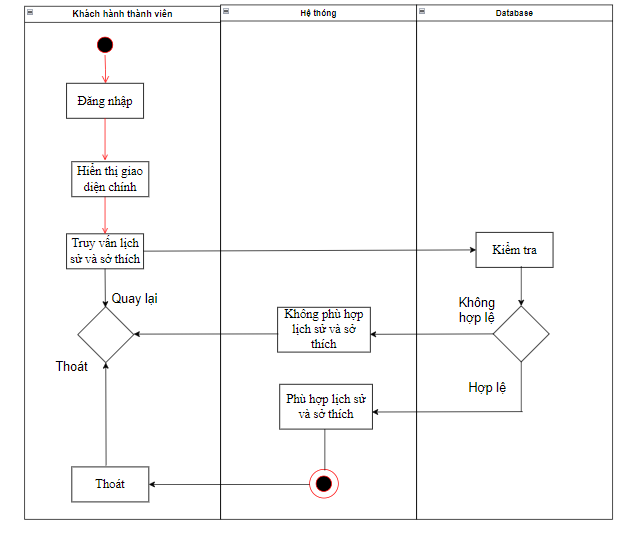 Khách hành thành viên
Hệ thóng
Database
Đăng nhập
Hiển thị giao
diện chính
Truy vấn lịch
sử và sở thích
Kiểm tra
Quay lại
Không phù hợp
lịch sử và sở
thích
Không
hợp lệ
Thoát
Hợp lệ
Phù hợp lịch sử
và sở thích
Thoát